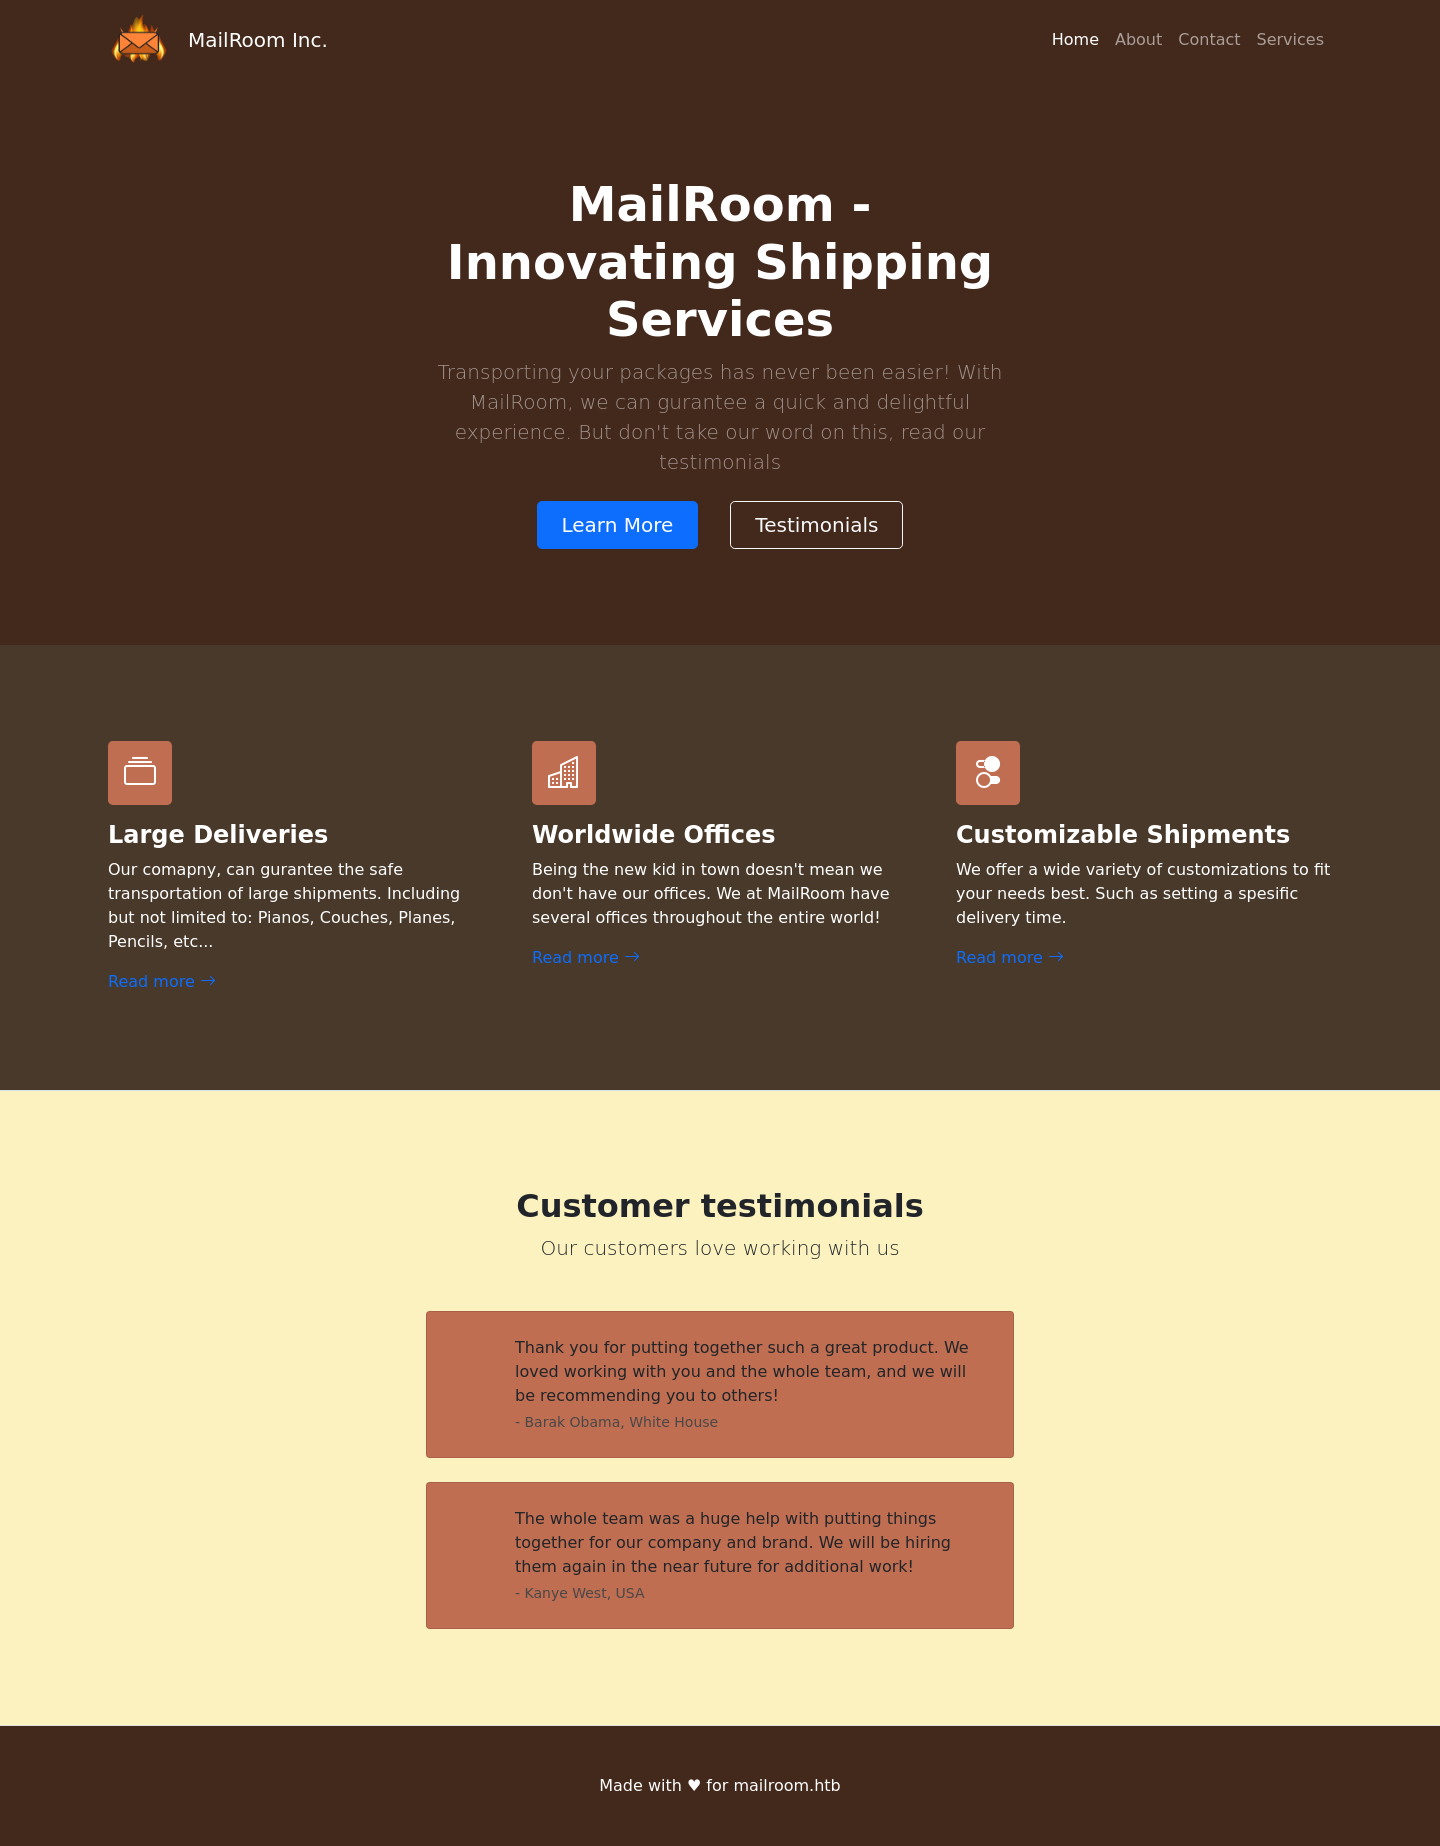 MailRoom Inc.
Home About Contact Services
MailRoom -
Innovating Shipping
Services
Transporting your packages has never been easier! With
MailRoom, we can gurantee a quick and delightful
experience. But don't take our word on this, read our
testimonials
Learn More
Testimonials
Large Deliveries
Our comapny, can gurantee the safe
transportation of large shipments. Including
but not limited to: Pianos, Couches, Planes,
Pencils, etc...
Read more →
Worldwide Offices
Being the new kid in town doesn't mean we
don't have our offices. We at MailRoom have
several offices throughout the entire world!
Read more →
Customizable Shipments
We offer a wide variety of customizations to fit
your needs best. Such as setting a spesific
delivery time.
Read more →
Customer testimonials
Our customers love working with us
Thank you for putting together such a great product. We
loved working with you and the whole team, and we will
be recommending you to others!
- Barak Obama, White House
The whole team was a huge help with putting things
together for our company and brand. We will be hiring
them again in the near future for additional work!
- Kanye West, USA
Made with ♥ for mailroom.htb